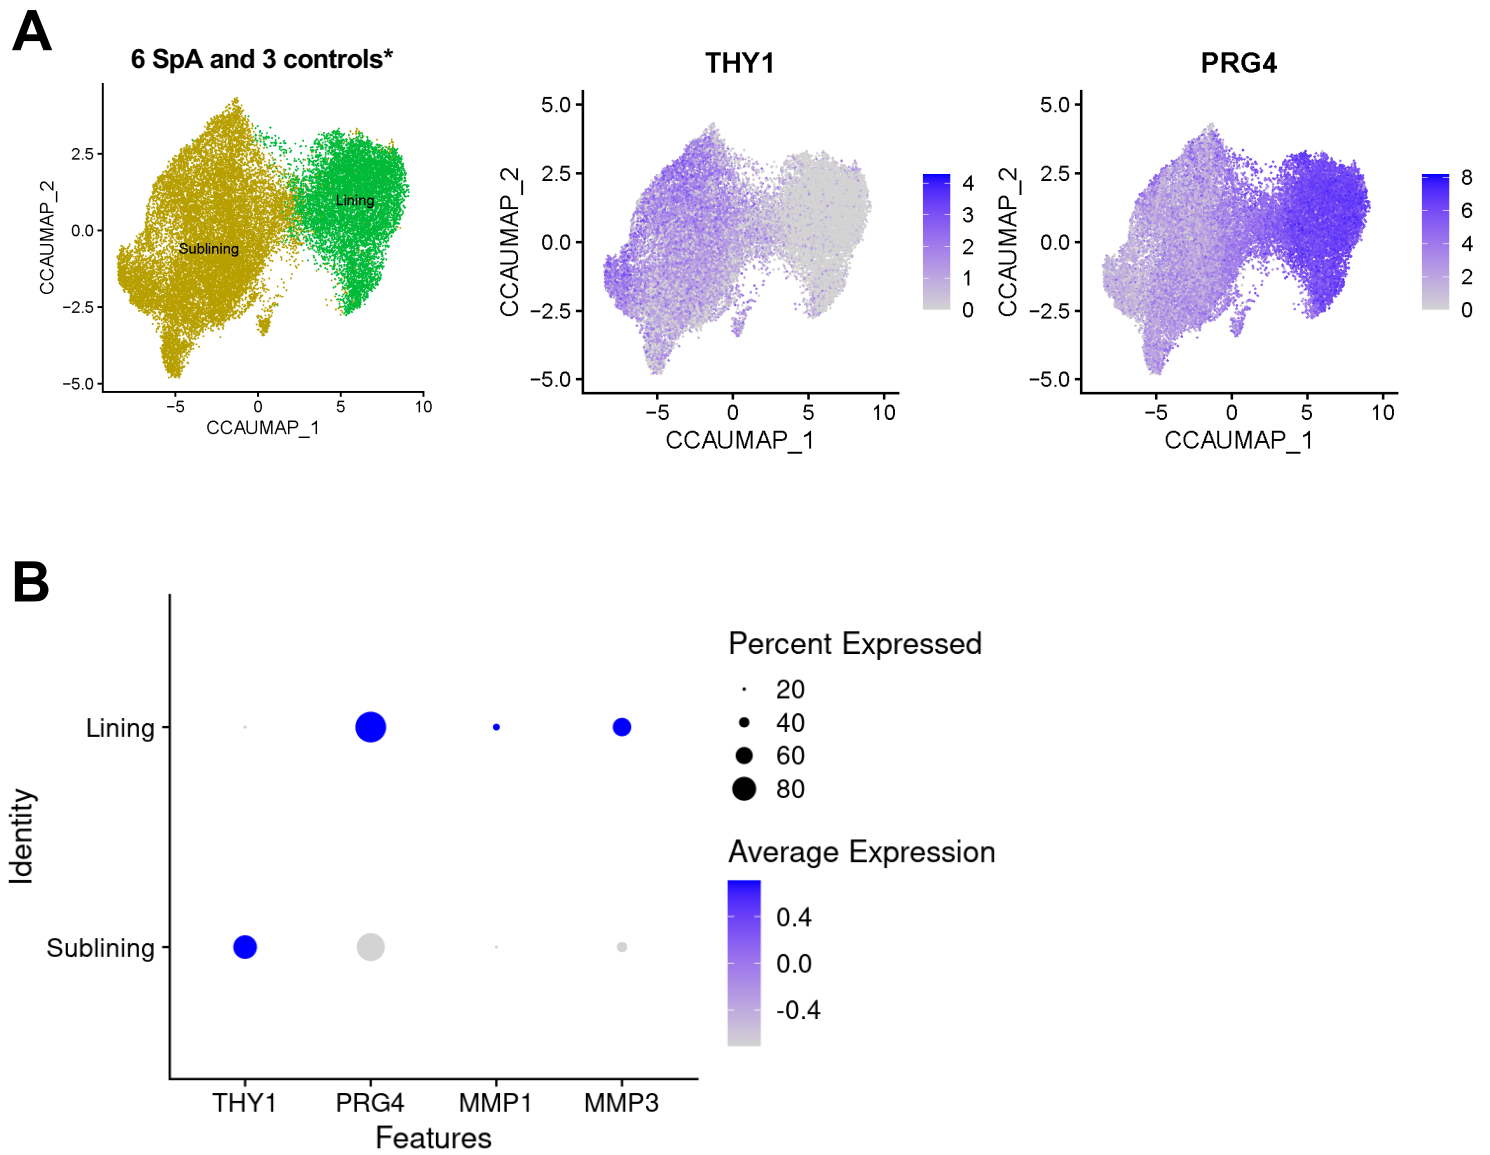 A
6 SpA and 3 controls*
2.5
0.0
−2.5
−5.0
CCAUMAP_2
Sublining
Lining
−5
0
5
10
CCAUMAP_1
THY1
5.0
2.5
0.0
−2.5
−5.0
CCAUMAP_2
−5
0
5
10
CCAUMAP_1
4
3
2
1
0
PRG4
5.0
2.5
0.0
−2.5
−5.0
CCAUMAP_2
−5
0
5
10
CCAUMAP_1
8
6
4
2
0
B
Identity
Lining
Sublining
THY1
PRG4
MMP1
MMP3
Features
Percent Expressed
20
40
60
80
Average Expression
0.4
0.0
-0.4